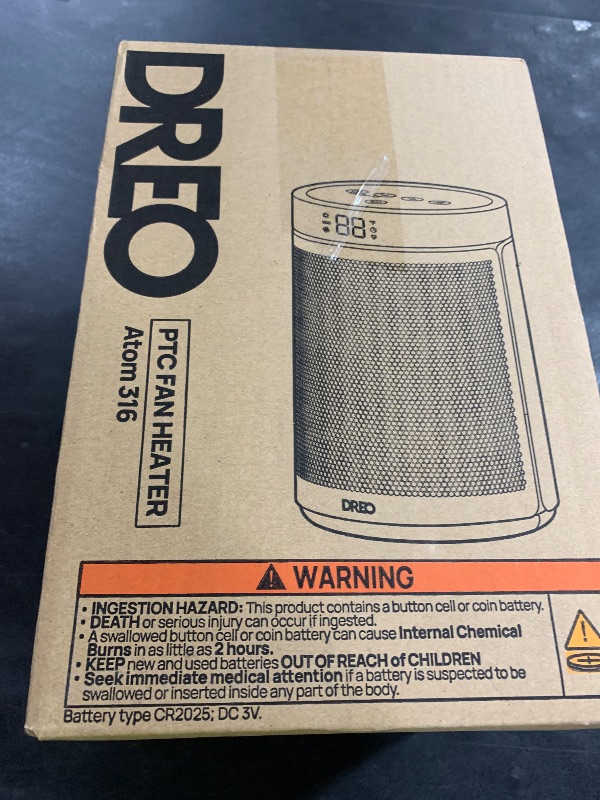 DREO
PTC FAN HEATER
Atom 316
88
DREO
WARNING
• INGESTION HAZARD: This product contains a button cell or coin battery.
• DEATH or serious injury can occur if ingested.
• A swallowed button cell or coin battery can cause Internal Chemical
Burns in as little as 2 hours.
• KEEP new and used batteries OUT OF REACH of CHILDREN
• Seek immediate medical attention if a battery is suspected to be
swallowed or inserted inside any part of the body.
Battery type CR2025; DC 3V.